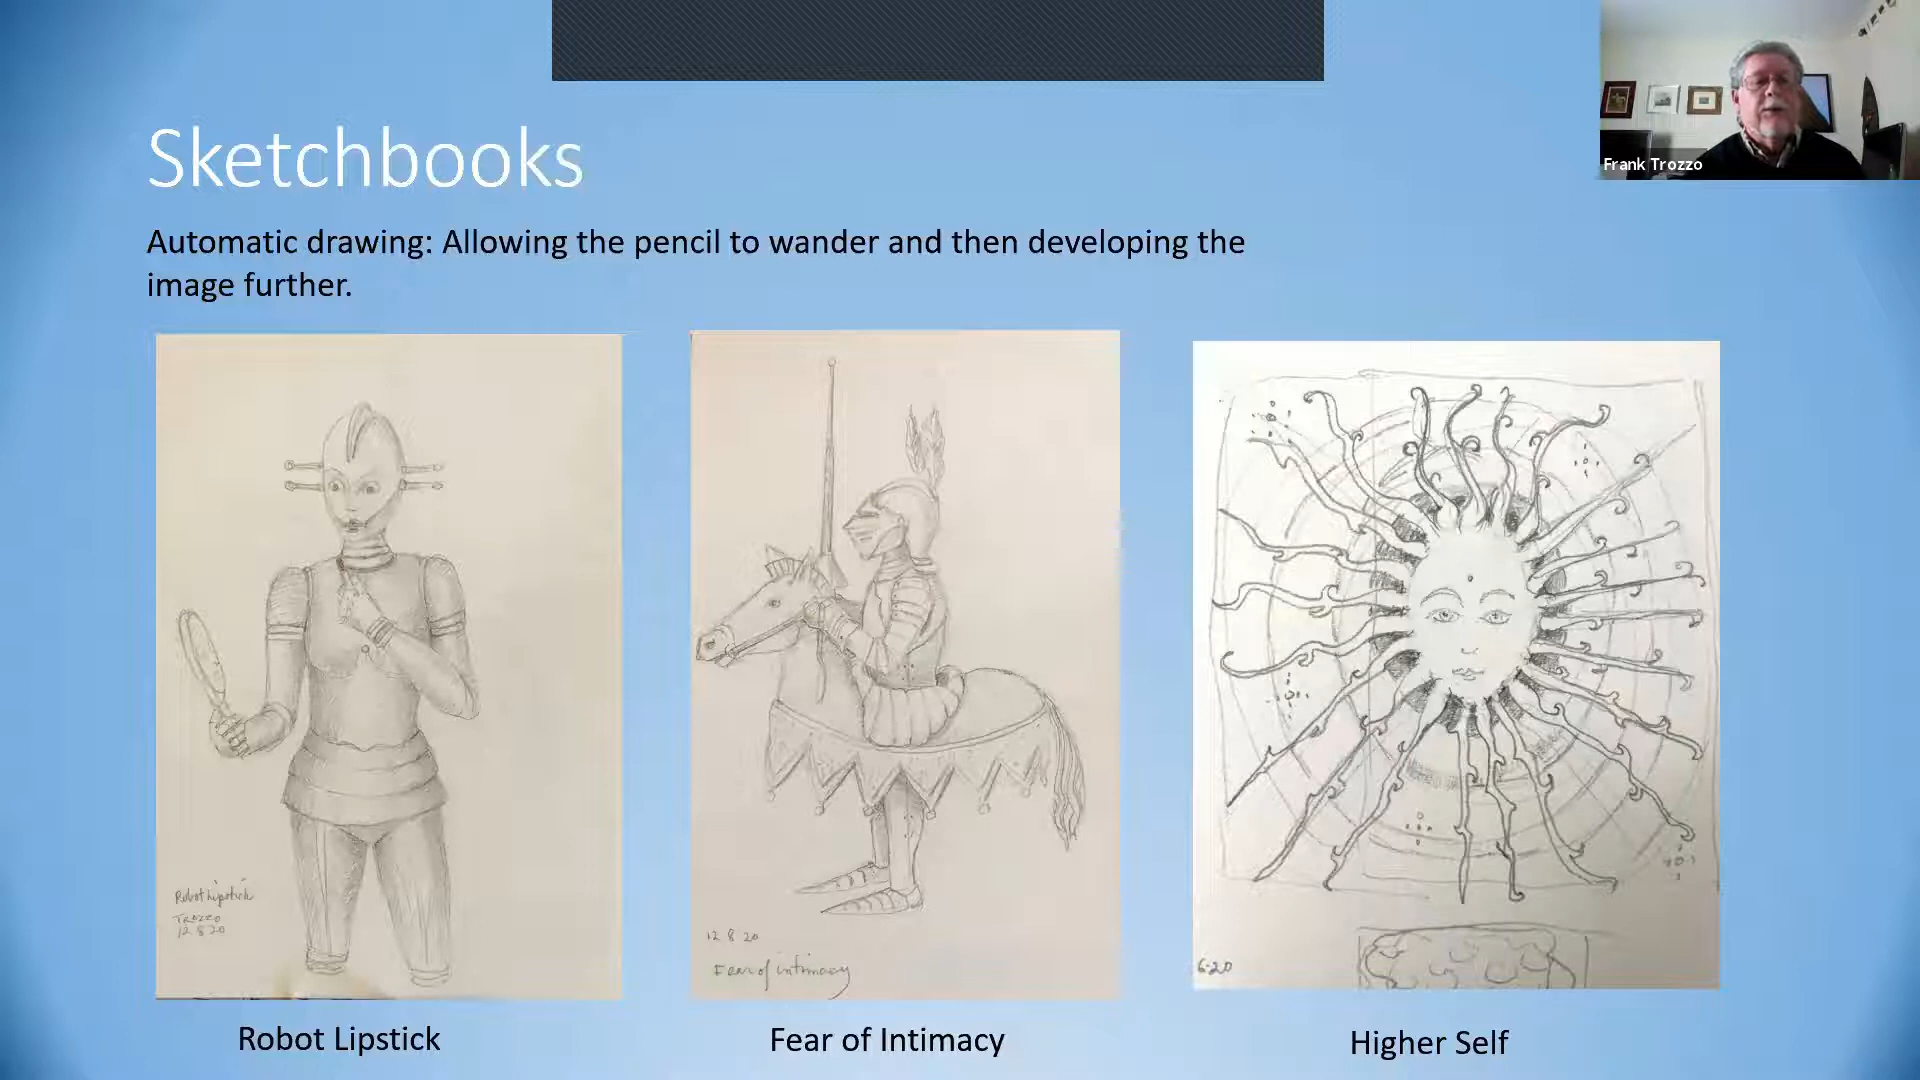 Sketchbooks
Frank Trozzo
Automatic drawing: Allowing the pencil to wander and then developing the
image further.
Robot Lipstick
TROZZO
12 8 20
12 8 20
Fear of intimacy
6-20
Robot Lipstick
Fear of Intimacy
Higher Self